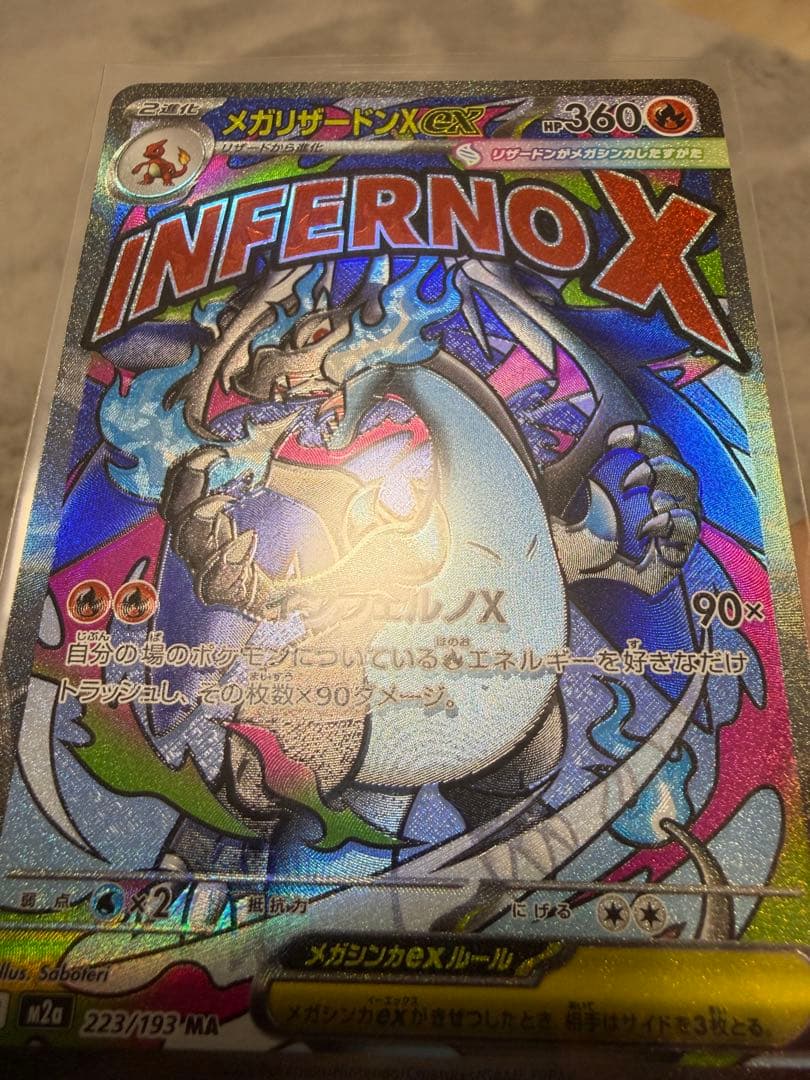 2進化
メガリザードンXex
HP360
リザードから進化
リザードンがメガシンカしたすがた
INFERNO X
インフェルノX
90×
自分の場のポケモンについているエネルギーを好きなだけ
トラッシュし、その枚数×90ダメージ。
弱点 ×2 抵抗力 にげる
メガシンカexルール
Illus. Saboteri
メガシンカexがきぜつしたとき、相手はサイドを3枚とる。
m2a 223/193 MA